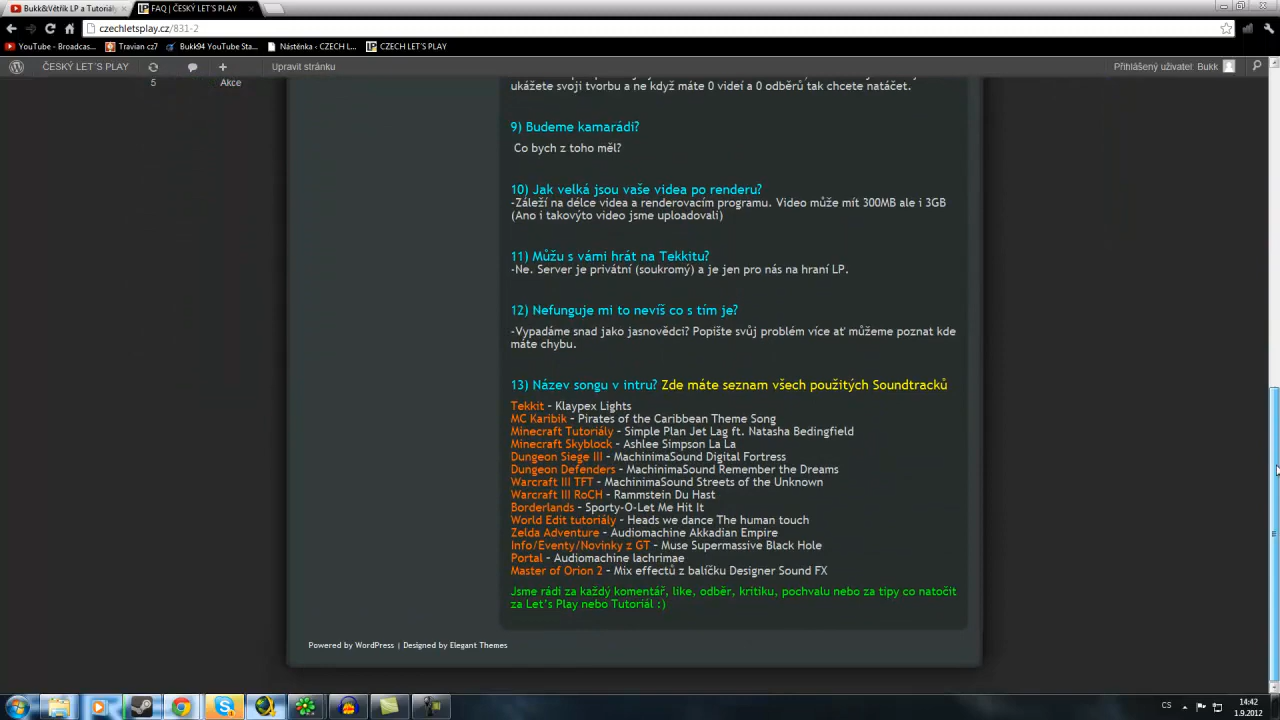 Bukk&Větřík LP a Tutoriál
FAQ | ČESKÝ LET´S PLAY
czechletsplay.cz/831-2
YouTube - Broadcas...
Travian cz7
Bukk94 YouTube Sta...
Nástěnka ‹ CZECH L...
CZECH LET´S PLAY
ČESKÝ LET´S PLAY
Upravit stránku
Přihlášený uživatel: Bukk
5
Akce
ukážete svoji tvorbu a ne když máte 0 videí a 0 odběrů tak chcete natáčet.
9) Budeme kamarádi?
Co bych z toho měl?
10) Jak velká jsou vaše videa po renderu?
-Záleží na délce videa a renderovacím programu. Video může mít 300MB ale i 3GB
(Ano i takovýto video jsme uploadovali)
11) Můžu s vámi hrát na Tekkitu?
-Ne. Server je privátní (soukromý) a je jen pro nás na hraní LP.
12) Nefunguje mi to nevíš co s tím je?
-Vypadáme snad jako jasnovědci? Popište svůj problém více ať můžeme poznat kde
máte chybu.
13) Název songu v intru? Zde máte seznam všech použitých Soundtracků
Tekkit – Klaypex Lights
MC Karibik – Pirates of the Caribbean Theme Song
Minecraft Tutoriály – Simple Plan Jet Lag ft. Natasha Bedingfield
Minecraft Skyblock – Ashlee Simpson La La
Dungeon Siege III – MachinimaSound Digital Fortress
Dungeon Defenders – MachinimaSound Remember the Dreams
Warcraft III TFT – MachinimaSound Streets of the Unknown
Warcraft III RoCH – Rammstein Du Hast
Borderlands – Sporty-O-Let Me Hit It
World Edit tutoriály – Heads we dance The human touch
Zelda Adventure – Audiomachine Akkadian Empire
Info/Eventy/Novinky z GT – Muse Supermassive Black Hole
Portal – Audiomachine lachrimae
Master of Orion 2 – Mix effectů z balíčku Designer Sound FX
Jsme rádi za každý komentář, like, odběr, kritiku, pochvalu nebo za tipy co natočit
za Let's Play nebo Tutoriál :)
Powered by WordPress | Designed by Elegant Themes
CS
14:42
1.9.2012